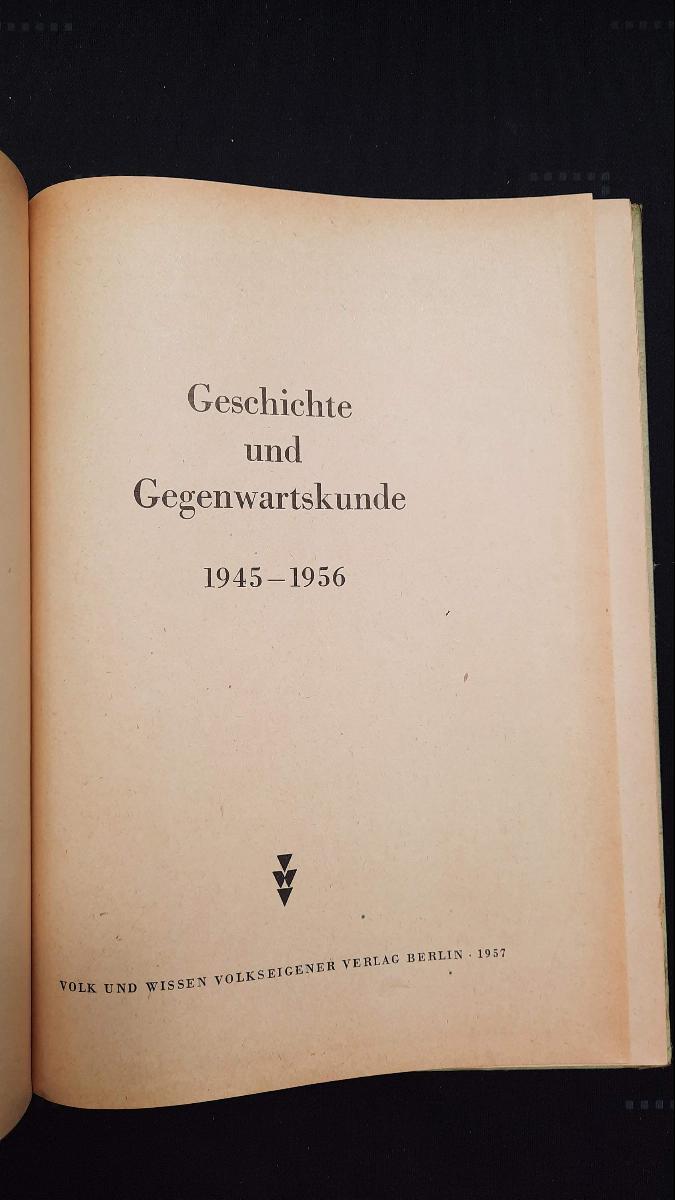 Geschichte
und
Gegenwartskunde
1945–1956
VOLK UND WISSEN VOLKSEIGENER VERLAG BERLIN · 1957